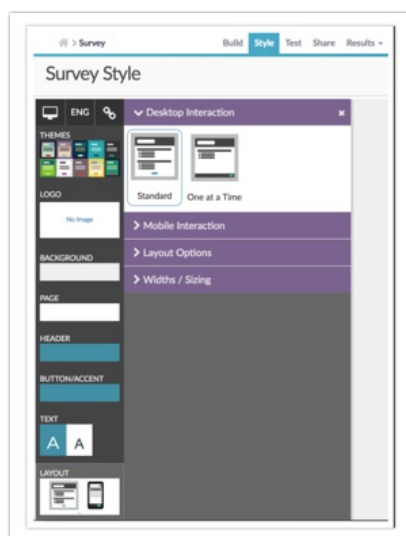 > Survey
Build Style Test Share Results
Survey Style
ENG
Desktop Interaction ×
THEMES
Standard One at a Time
LOGO
No Image
Mobile Interaction
Layout Options
BACKGROUND
Widths / Sizing
PAGE
HEADER
BUTTON/ACCENT
TEXT
A A
LAYOUT